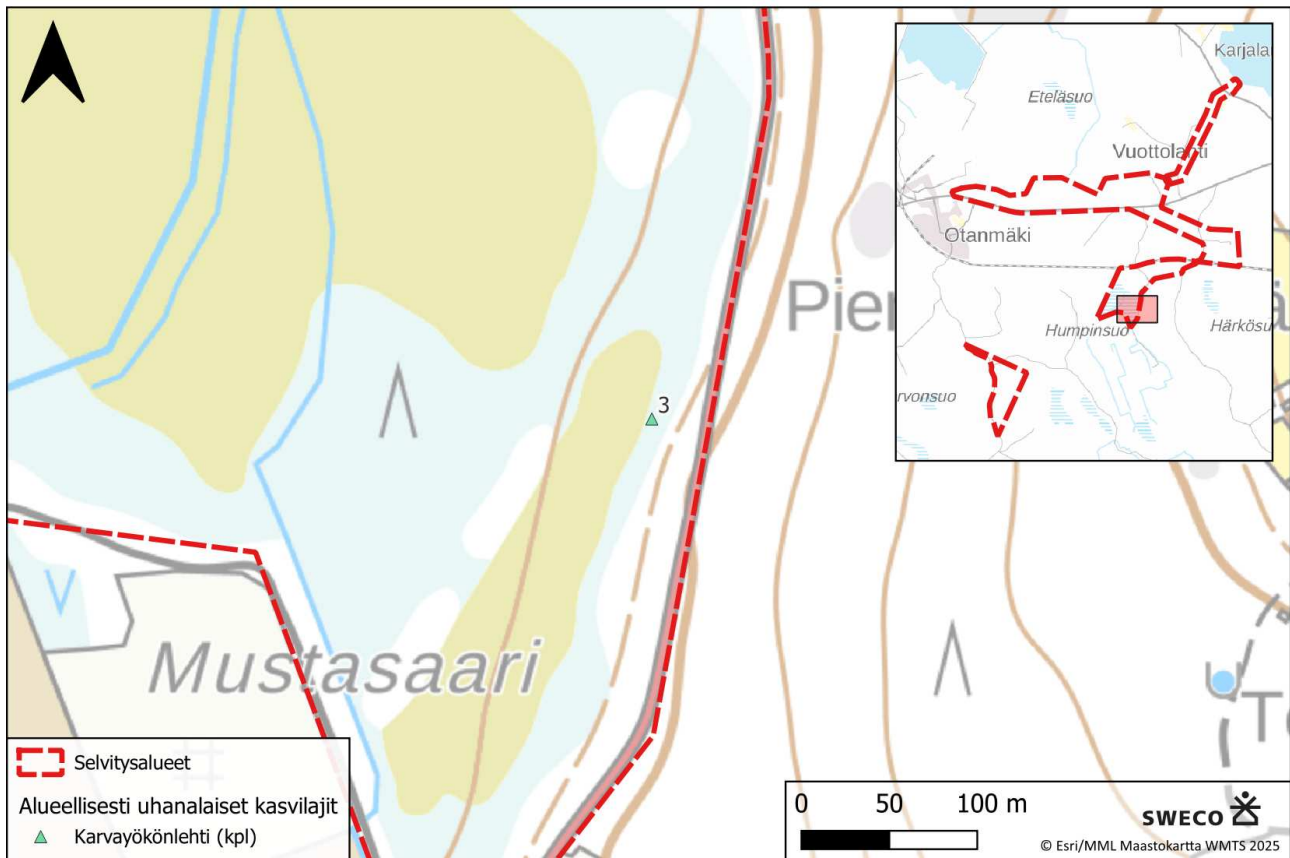 Karjala
Eteläsuo
Vuottolahti
Otanmäki
Humpinsuo
Härkösu
rvonsuo
Pier
3
Mustasaari
Selvitysalueet
Alueellisesti uhanalaiset kasvilajit
Karvayökönlehti (kpl)
0 50 100 m
SWECO
© Esri/MML Maastokartta WMTS 2025